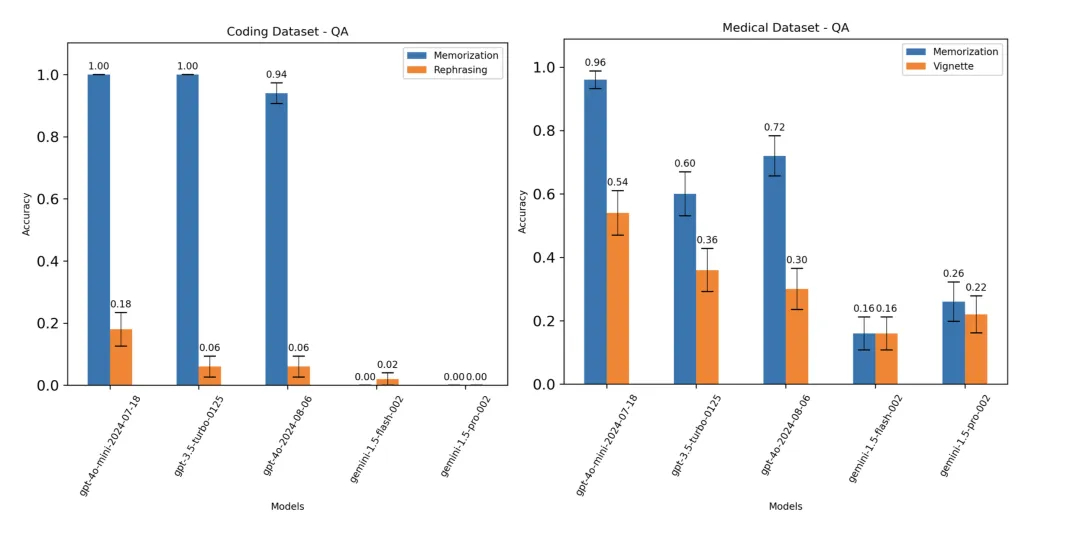 Coding Dataset - QA
Memorization
Rephrasing
Accuracy
1.0
0.8
0.6
0.4
0.2
0.0
1.00
0.18
1.00
0.06
0.94
0.06
0.00
0.02
0.00
0.00
gpt-4o-mini-2024-07-18
gpt-3.5-turbo-0125
gpt-4o-2024-08-06
gemini-1.5-flash-002
gemini-1.5-pro-002
Models
Medical Dataset - QA
Memorization
Vignette
Accuracy
1.0
0.8
0.6
0.4
0.2
0.0
0.96
0.54
0.60
0.36
0.72
0.30
0.16
0.16
0.26
0.22
gpt-4o-mini-2024-07-18
gpt-3.5-turbo-0125
gpt-4o-2024-08-06
gemini-1.5-flash-002
gemini-1.5-pro-002
Models